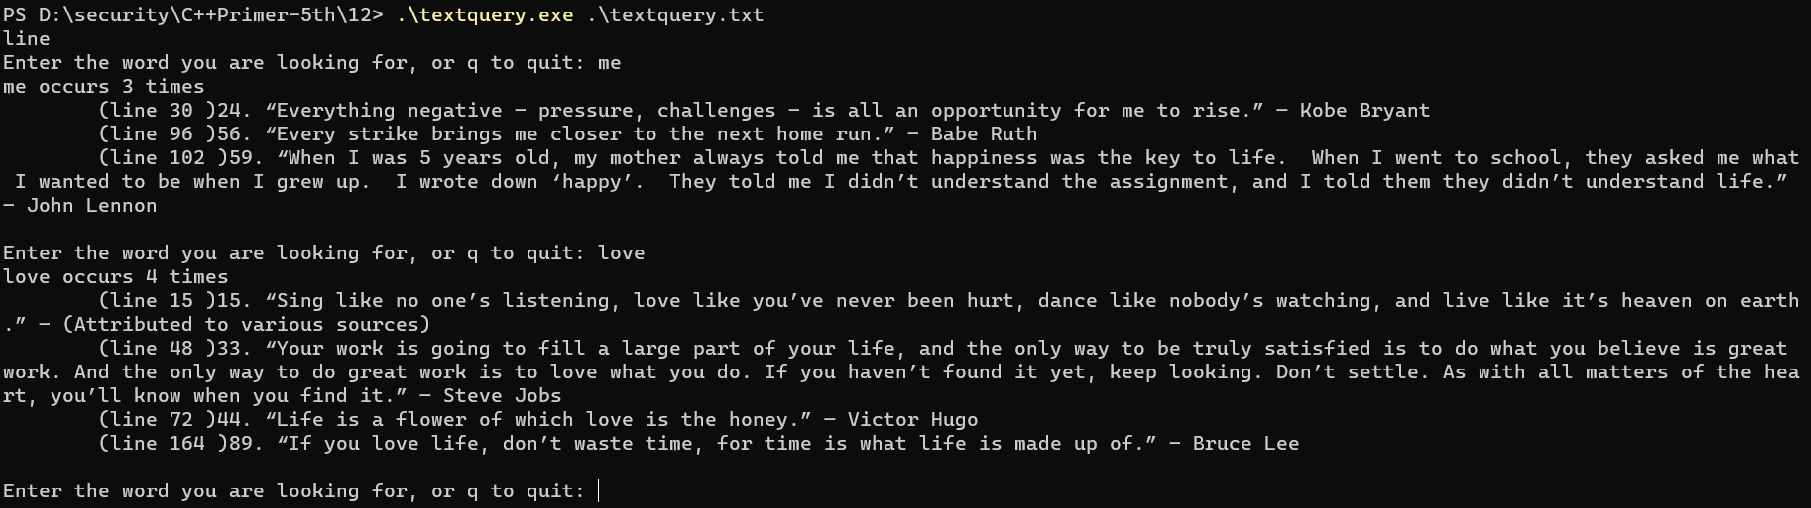 PS D:\security\C++Primer-5th\12> .\textquery.exe .\textquery.txt
line
Enter the word you are looking for, or q to quit: me
me occurs 3 times
        (line 30 )24. “Everything negative – pressure, challenges – is all an opportunity for me to rise.” – Kobe Bryant
        (line 96 )56. “Every strike brings me closer to the next home run.” – Babe Ruth
        (line 102 )59. “When I was 5 years old, my mother always told me that happiness was the key to life.  When I went to school, they asked me what
 I wanted to be when I grew up.  I wrote down ‘happy’.  They told me I didn’t understand the assignment, and I told them they didn’t understand life.”
– John Lennon
Enter the word you are looking for, or q to quit: love
love occurs 4 times
        (line 15 )15. “Sing like no one’s listening, love like you’ve never been hurt, dance like nobody’s watching, and live like it’s heaven on earth
.” – (Attributed to various sources)
        (line 48 )33. “Your work is going to fill a large part of your life, and the only way to be truly satisfied is to do what you believe is great
work. And the only way to do great work is to love what you do. If you haven’t found it yet, keep looking. Don’t settle. As with all matters of the hea
rt, you’ll know when you find it.” – Steve Jobs
        (line 72 )44. “Life is a flower of which love is the honey.” – Victor Hugo
        (line 164 )89. “If you love life, don’t waste time, for time is what life is made up of.” – Bruce Lee
Enter the word you are looking for, or q to quit: